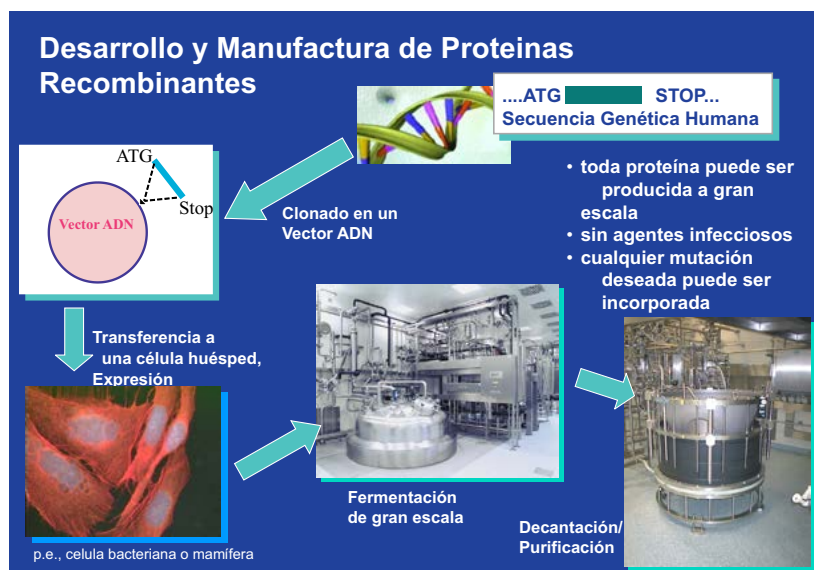 Desarrollo y Manufactura de Proteinas
Recombinantes
....ATG STOP...
Secuencia Genética Humana
ATG
Stop
Vector ADN
Clonado en un
Vector ADN
• toda proteína puede ser
producida a gran
escala
• sin agentes infecciosos
• cualquier mutación
deseada puede ser
incorporada
Transferencia a
una célula huésped,
Expresión
Fermentación
de gran escala
Decantación/
Purificación
p.e., celula bacteriana o mamífera